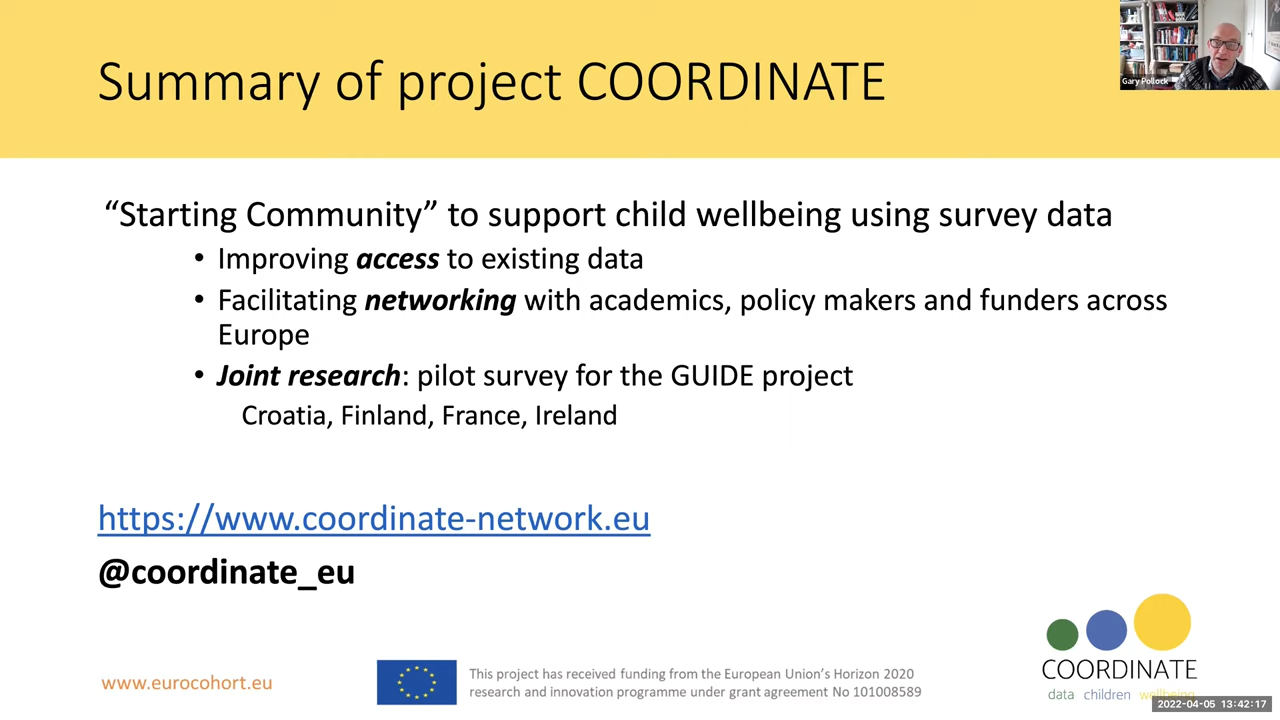 Summary of project COORDINATE
Gary Pollock
“Starting Community” to support child wellbeing using survey data
• Improving access to existing data
• Facilitating networking with academics, policy makers and funders across
Europe
• Joint research: pilot survey for the GUIDE project
Croatia, Finland, France, Ireland
https://www.coordinate-network.eu
@coordinate_eu
www.eurocohort.eu
This project has received funding from the European Union’s Horizon 2020
research and innovation programme under grant agreement No 101008589
COORDINATE
data children wellbeing
2022-04-05 13:42:17